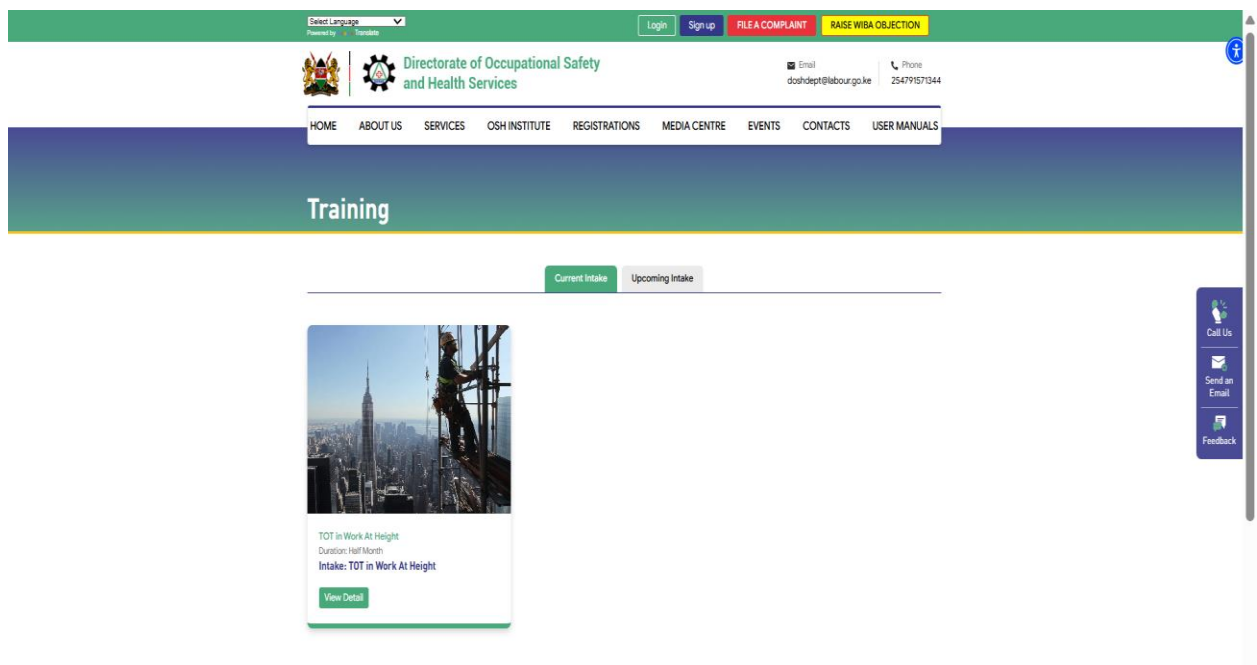 Select Language
Powered by Translate
Login
Sign up
FILE A COMPLAINT
RAISE WIBA OBJECTION
Directorate of Occupational Safety
and Health Services
Email
doshdept@labour.go.ke
Phone
254791571344
HOME
ABOUT US
SERVICES
OSH INSTITUTE
REGISTRATIONS
MEDIA CENTRE
EVENTS
CONTACTS
USER MANUALS
Training
Current Intake
Upcoming Intake
Call Us
Send an
Email
Feedback
TOT in Work At Height
Duration: Half Month
Intake: TOT in Work At Height
View Detail